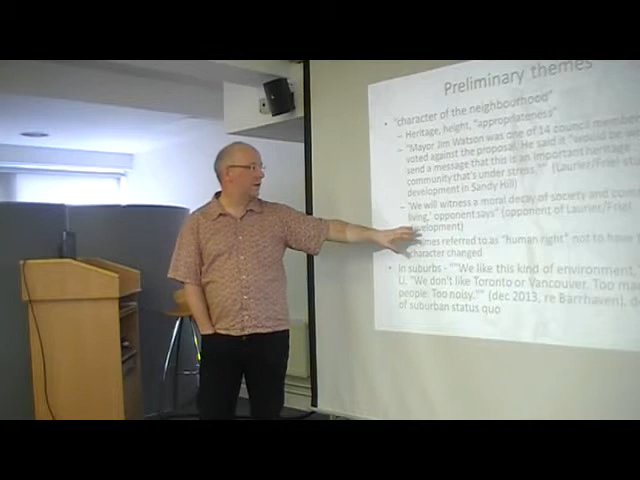 Preliminary themes
• "character of the neighbourhood"
– Heritage, height, "appropriateness"
– "Mayor Jim Watson was one of 14 council membe
voted against the proposal. He said it "would be
send a message that this is an important heritage
community that's under stress."" (Laurier/Friel
development in Sandy Hill)
– 'We will witness a moral decay of society and
living,' opponent says" (opponent of Laurier/Friel
referred to as "human right" not to have
character changed
• In suburbs - ""We like this kind of environment,
Li, "We don't like Toronto or Vancouver. Too
people. Too noisy."" (dec 2013, re Barrhaven).
of suburban status quo